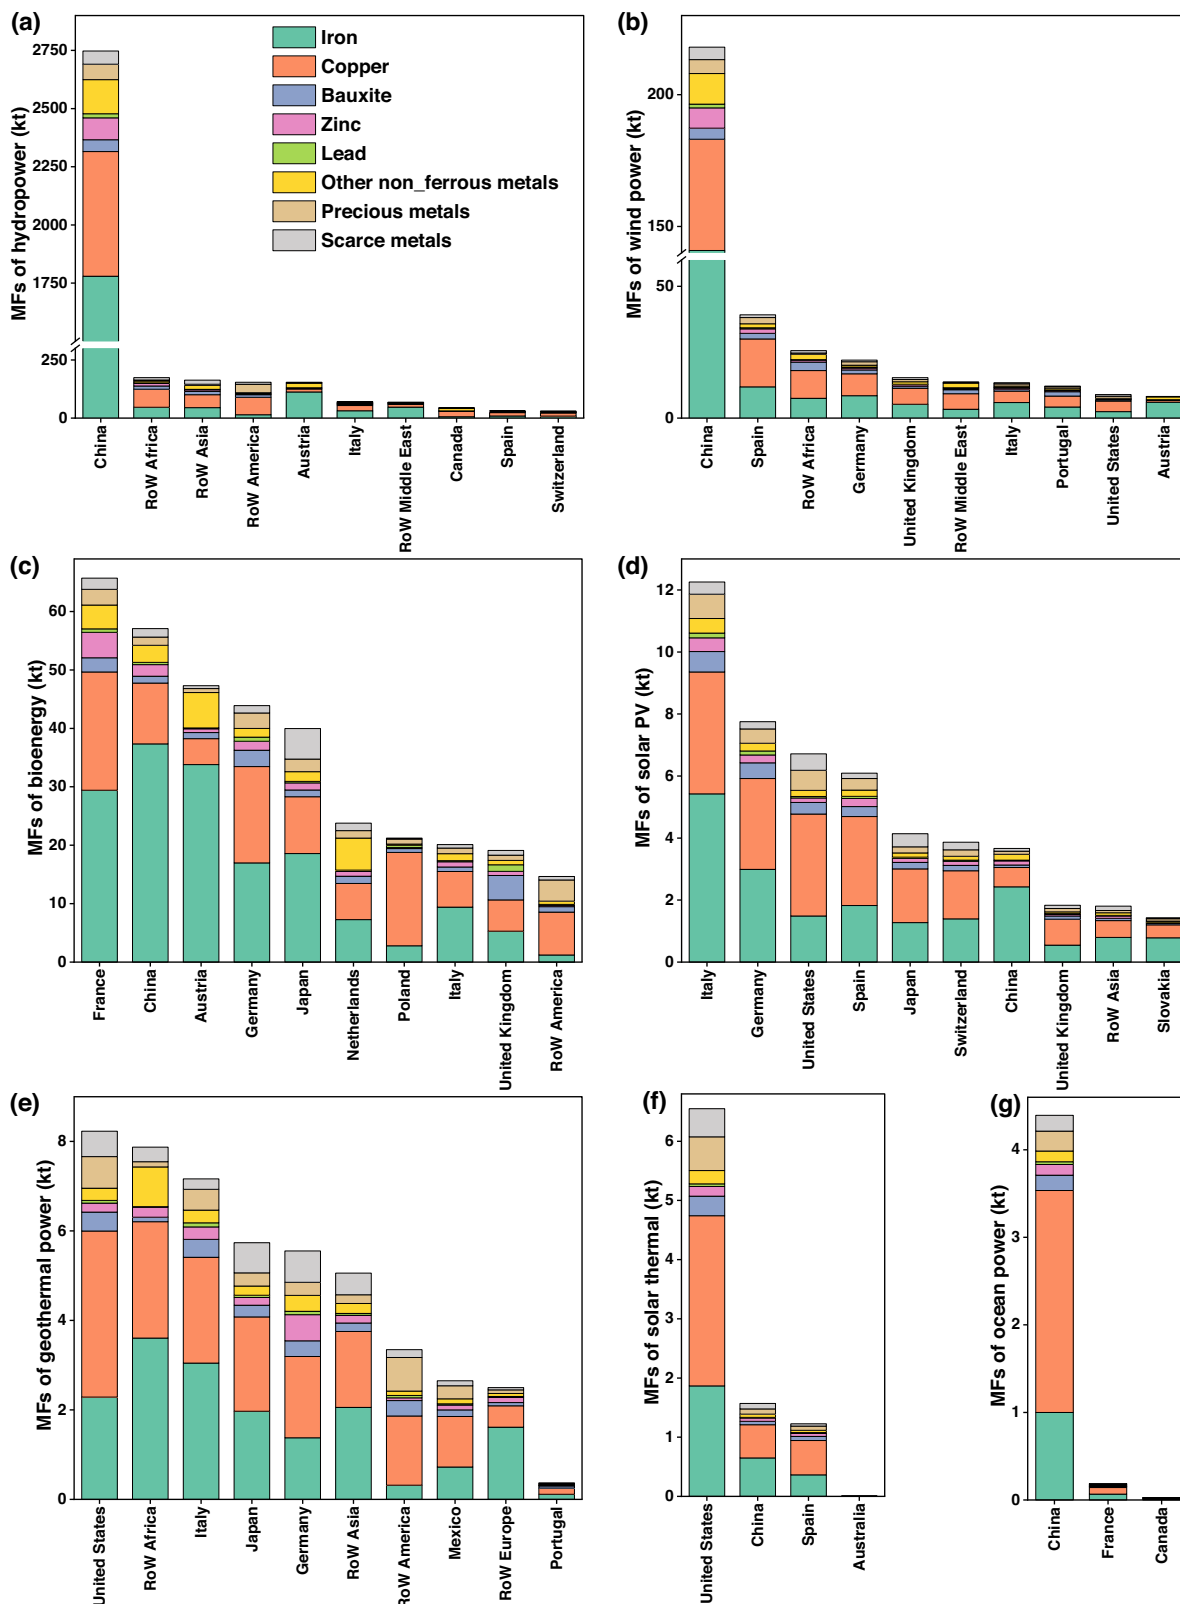 (a)
MFs of hydropower (kt)
2750
2500
2250
2000
1750
250
0
Iron
Copper
Bauxite
Zinc
Lead
Other non_ferrous metals
Precious metals
Scarce metals
China
RoW Africa
RoW Asia
RoW America
Austria
Italy
RoW Middle East
Canada
Spain
Switzerland
(b)
MFs of wind power (kt)
200
150
50
0
China
Spain
RoW Africa
Germany
United Kingdom
RoW Middle East
Italy
Portugal
United States
Austria
(c)
MFs of bioenergy (kt)
60
50
40
30
20
10
0
France
China
Austria
Germany
Japan
Netherlands
Poland
Italy
United Kingdom
RoW America
(d)
MFs of solar PV (kt)
12
10
8
6
4
2
0
Italy
Germany
United States
Spain
Japan
Switzerland
China
United Kingdom
RoW Asia
Slovakia
(e)
MFs of geothermal power (kt)
8
6
4
2
0
United States
RoW Africa
Italy
Japan
Germany
RoW Asia
RoW America
Mexico
RoW Europe
Portugal
(f)
MFs of solar thermal (kt)
6
5
4
3
2
1
0
United States
China
Spain
Australia
(g)
MFs of ocean power (kt)
4
3
2
1
0
China
France
Canada